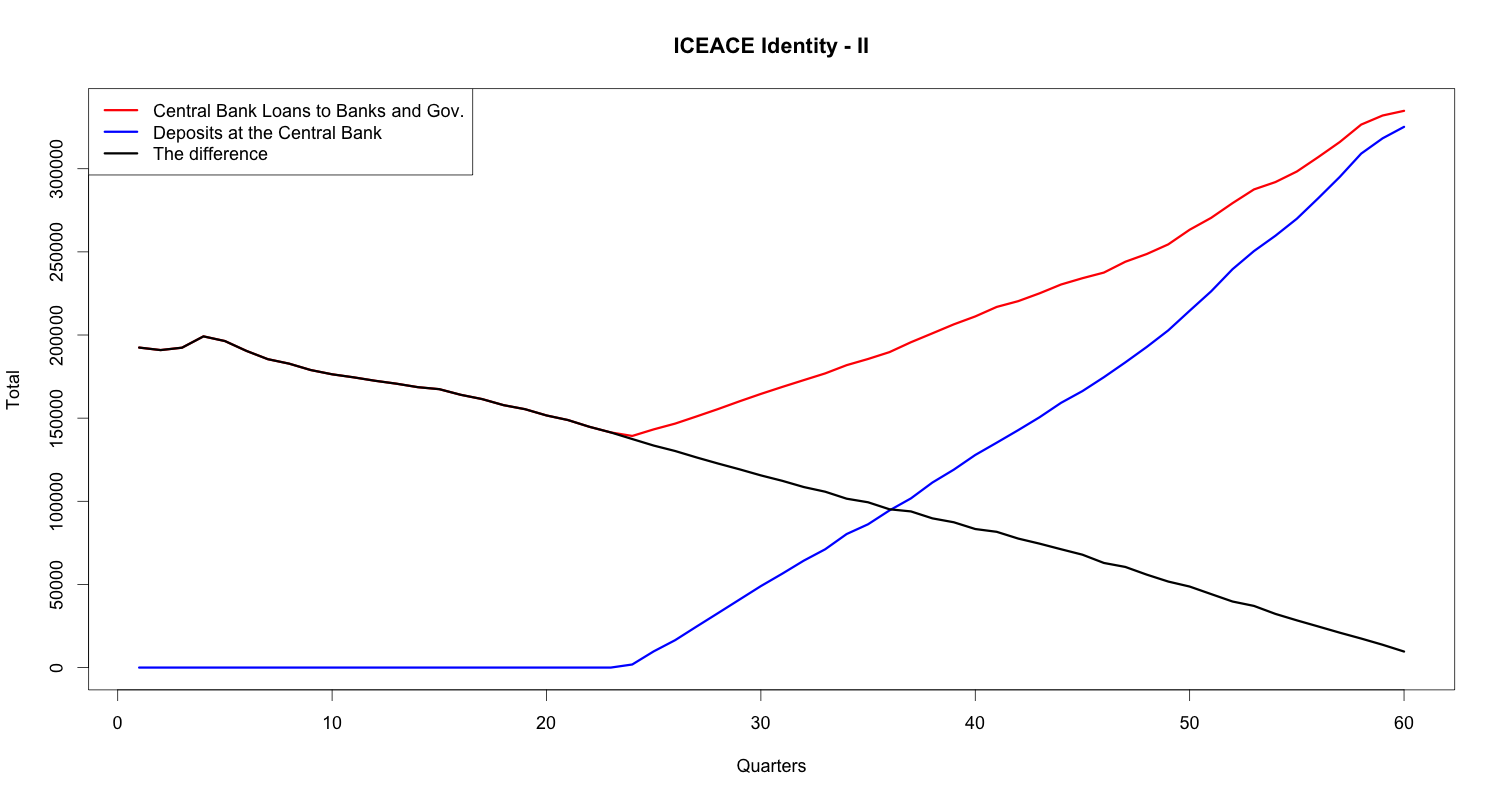 ICEACE Identity - II
Central Bank Loans to Banks and Gov.
Deposits at the Central Bank
The difference
Total
300000
250000
200000
150000
100000
50000
0
0 10 20 30 40 50 60
Quarters